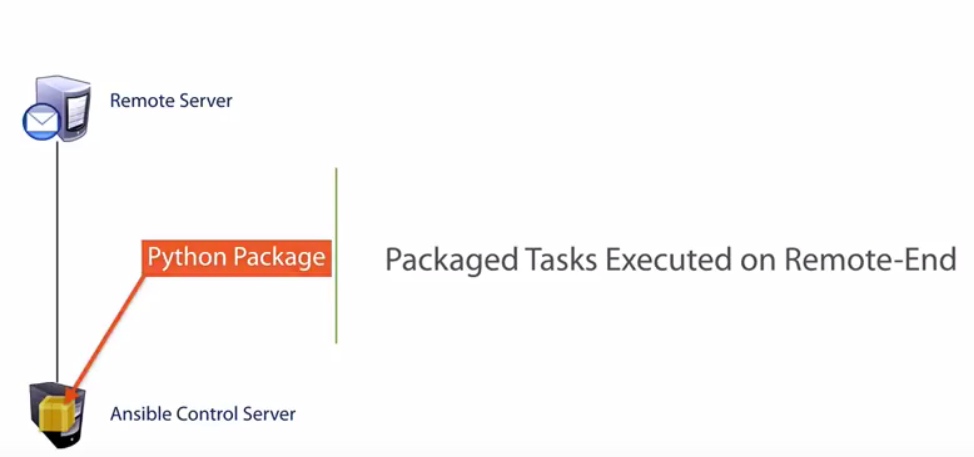 Remote Server
Python Package
Packaged Tasks Executed on Remote-End
Ansible Control Server